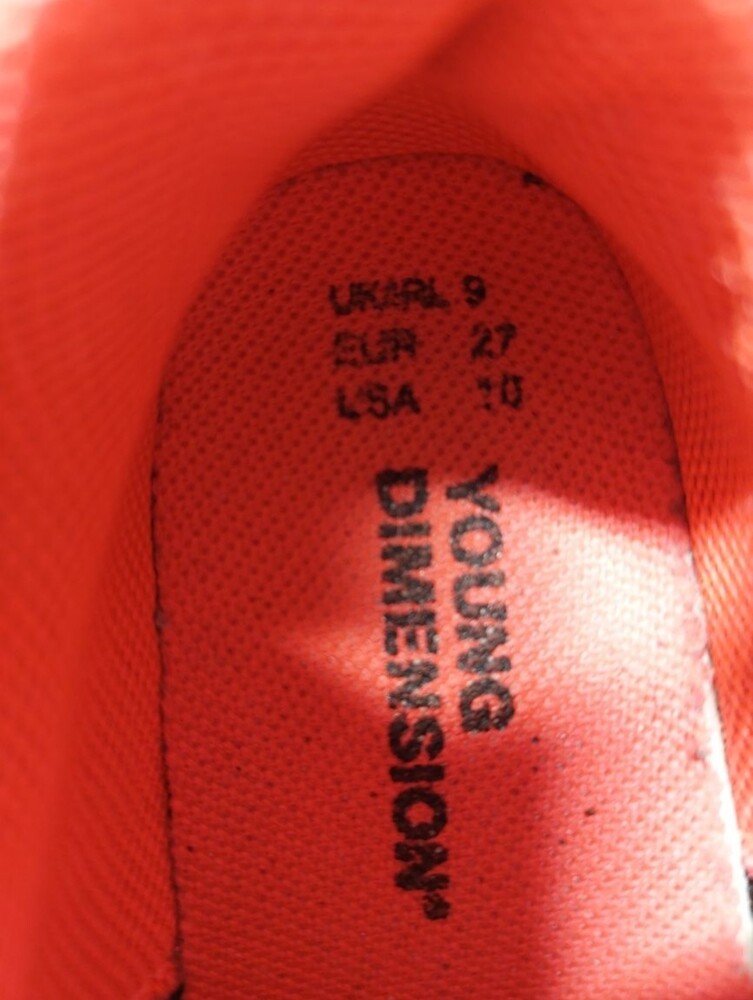 UK/IRL 9
EUR 27
USA 10
YOUNG
DIMENSION